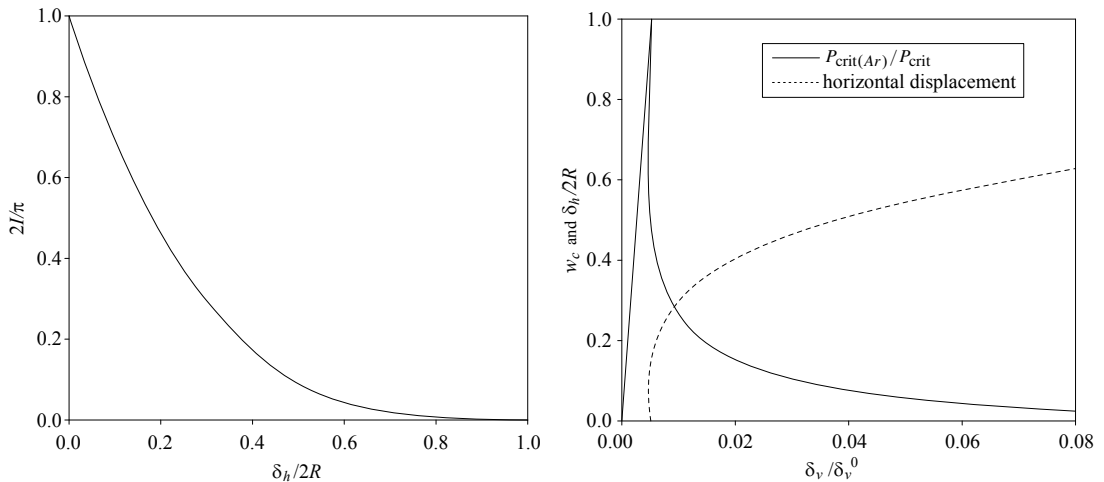 1.0
0.8
0.6
0.4
0.2
0.0
2I/π
0.0 0.2 0.4 0.6 0.8 1.0
δₕ/2R
1.0
0.8
0.6
0.4
0.2
0.0
w_c and δₕ/2R
P_crit(Ar)/P_crit
horizontal displacement
0.00 0.02 0.04 0.06 0.08
δᵥ/δᵥ⁰